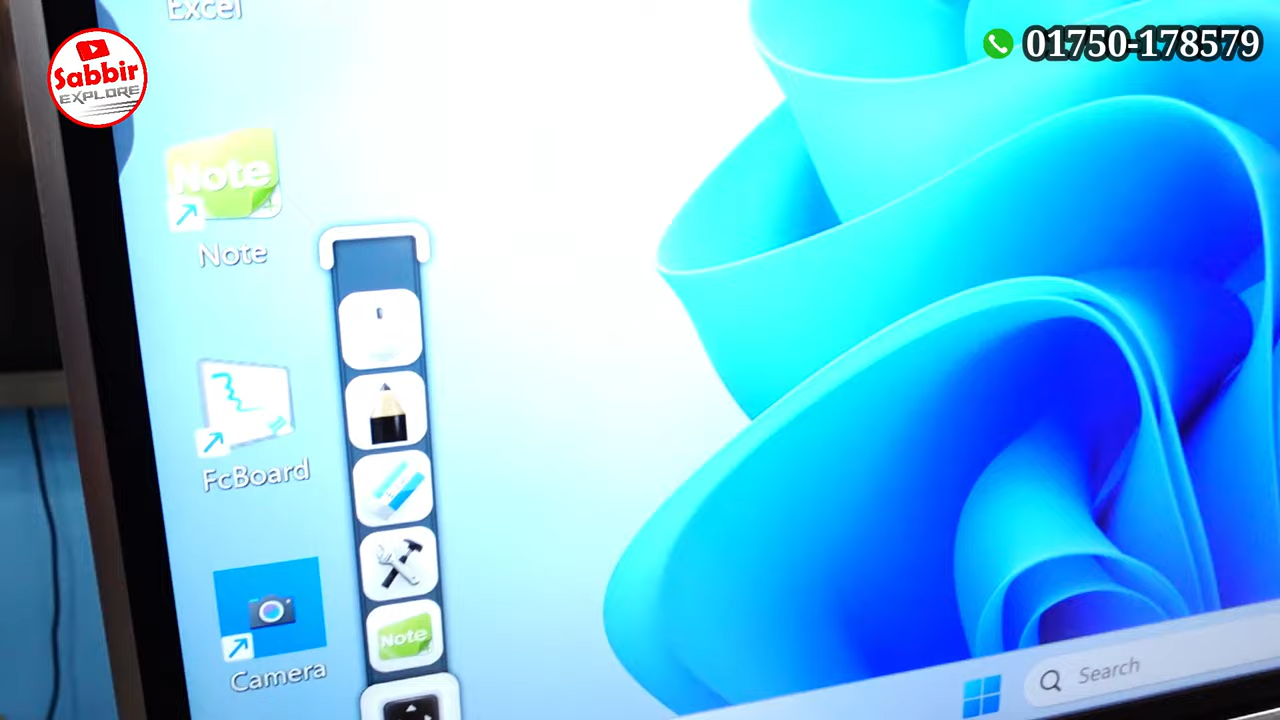 Excel
Sabbir
EXPLORE
01750-178579
Note
Note
FcBoard
Note
Camera
Search